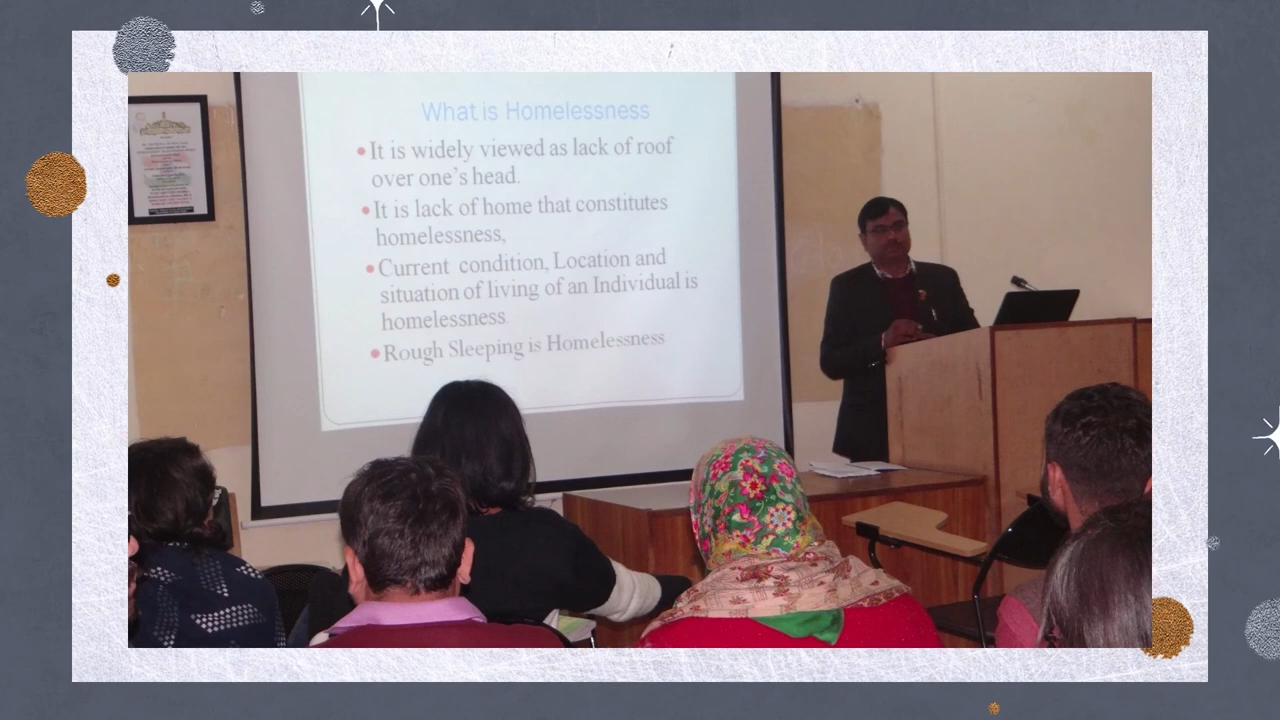 What is Homelessness
•It is widely viewed as lack of roof
over one's head.
•It is lack of home that constitutes
homelessness,
•Current condition, Location and
situation of living of an Individual is
homelessness
•Rough Sleeping is Homelessness